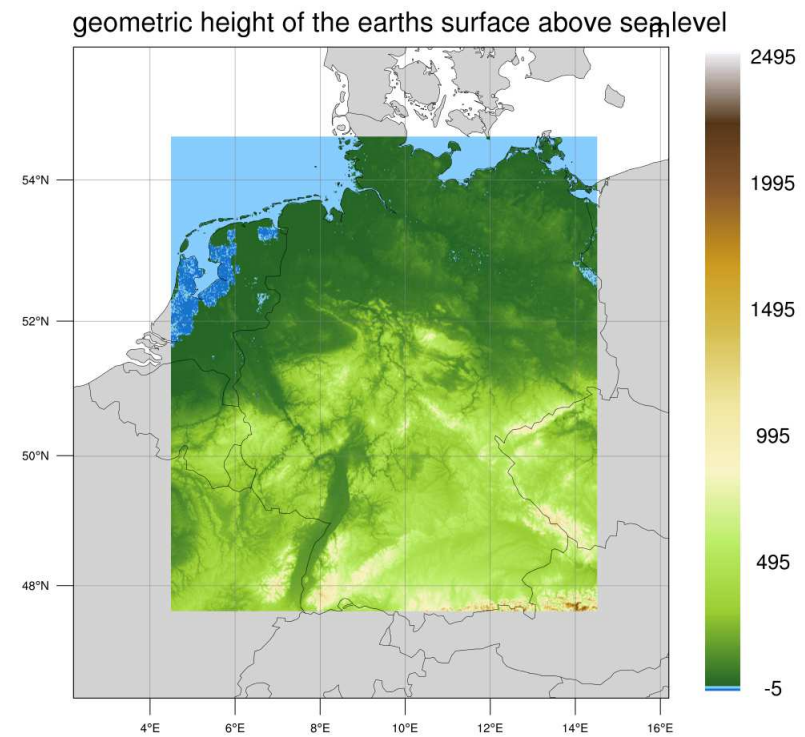 geometric height of the earths surface above sea level
m
2495
1995
1495
995
495
-5
54°N
52°N
50°N
48°N
4°E
6°E
8°E
10°E
12°E
14°E
16°E